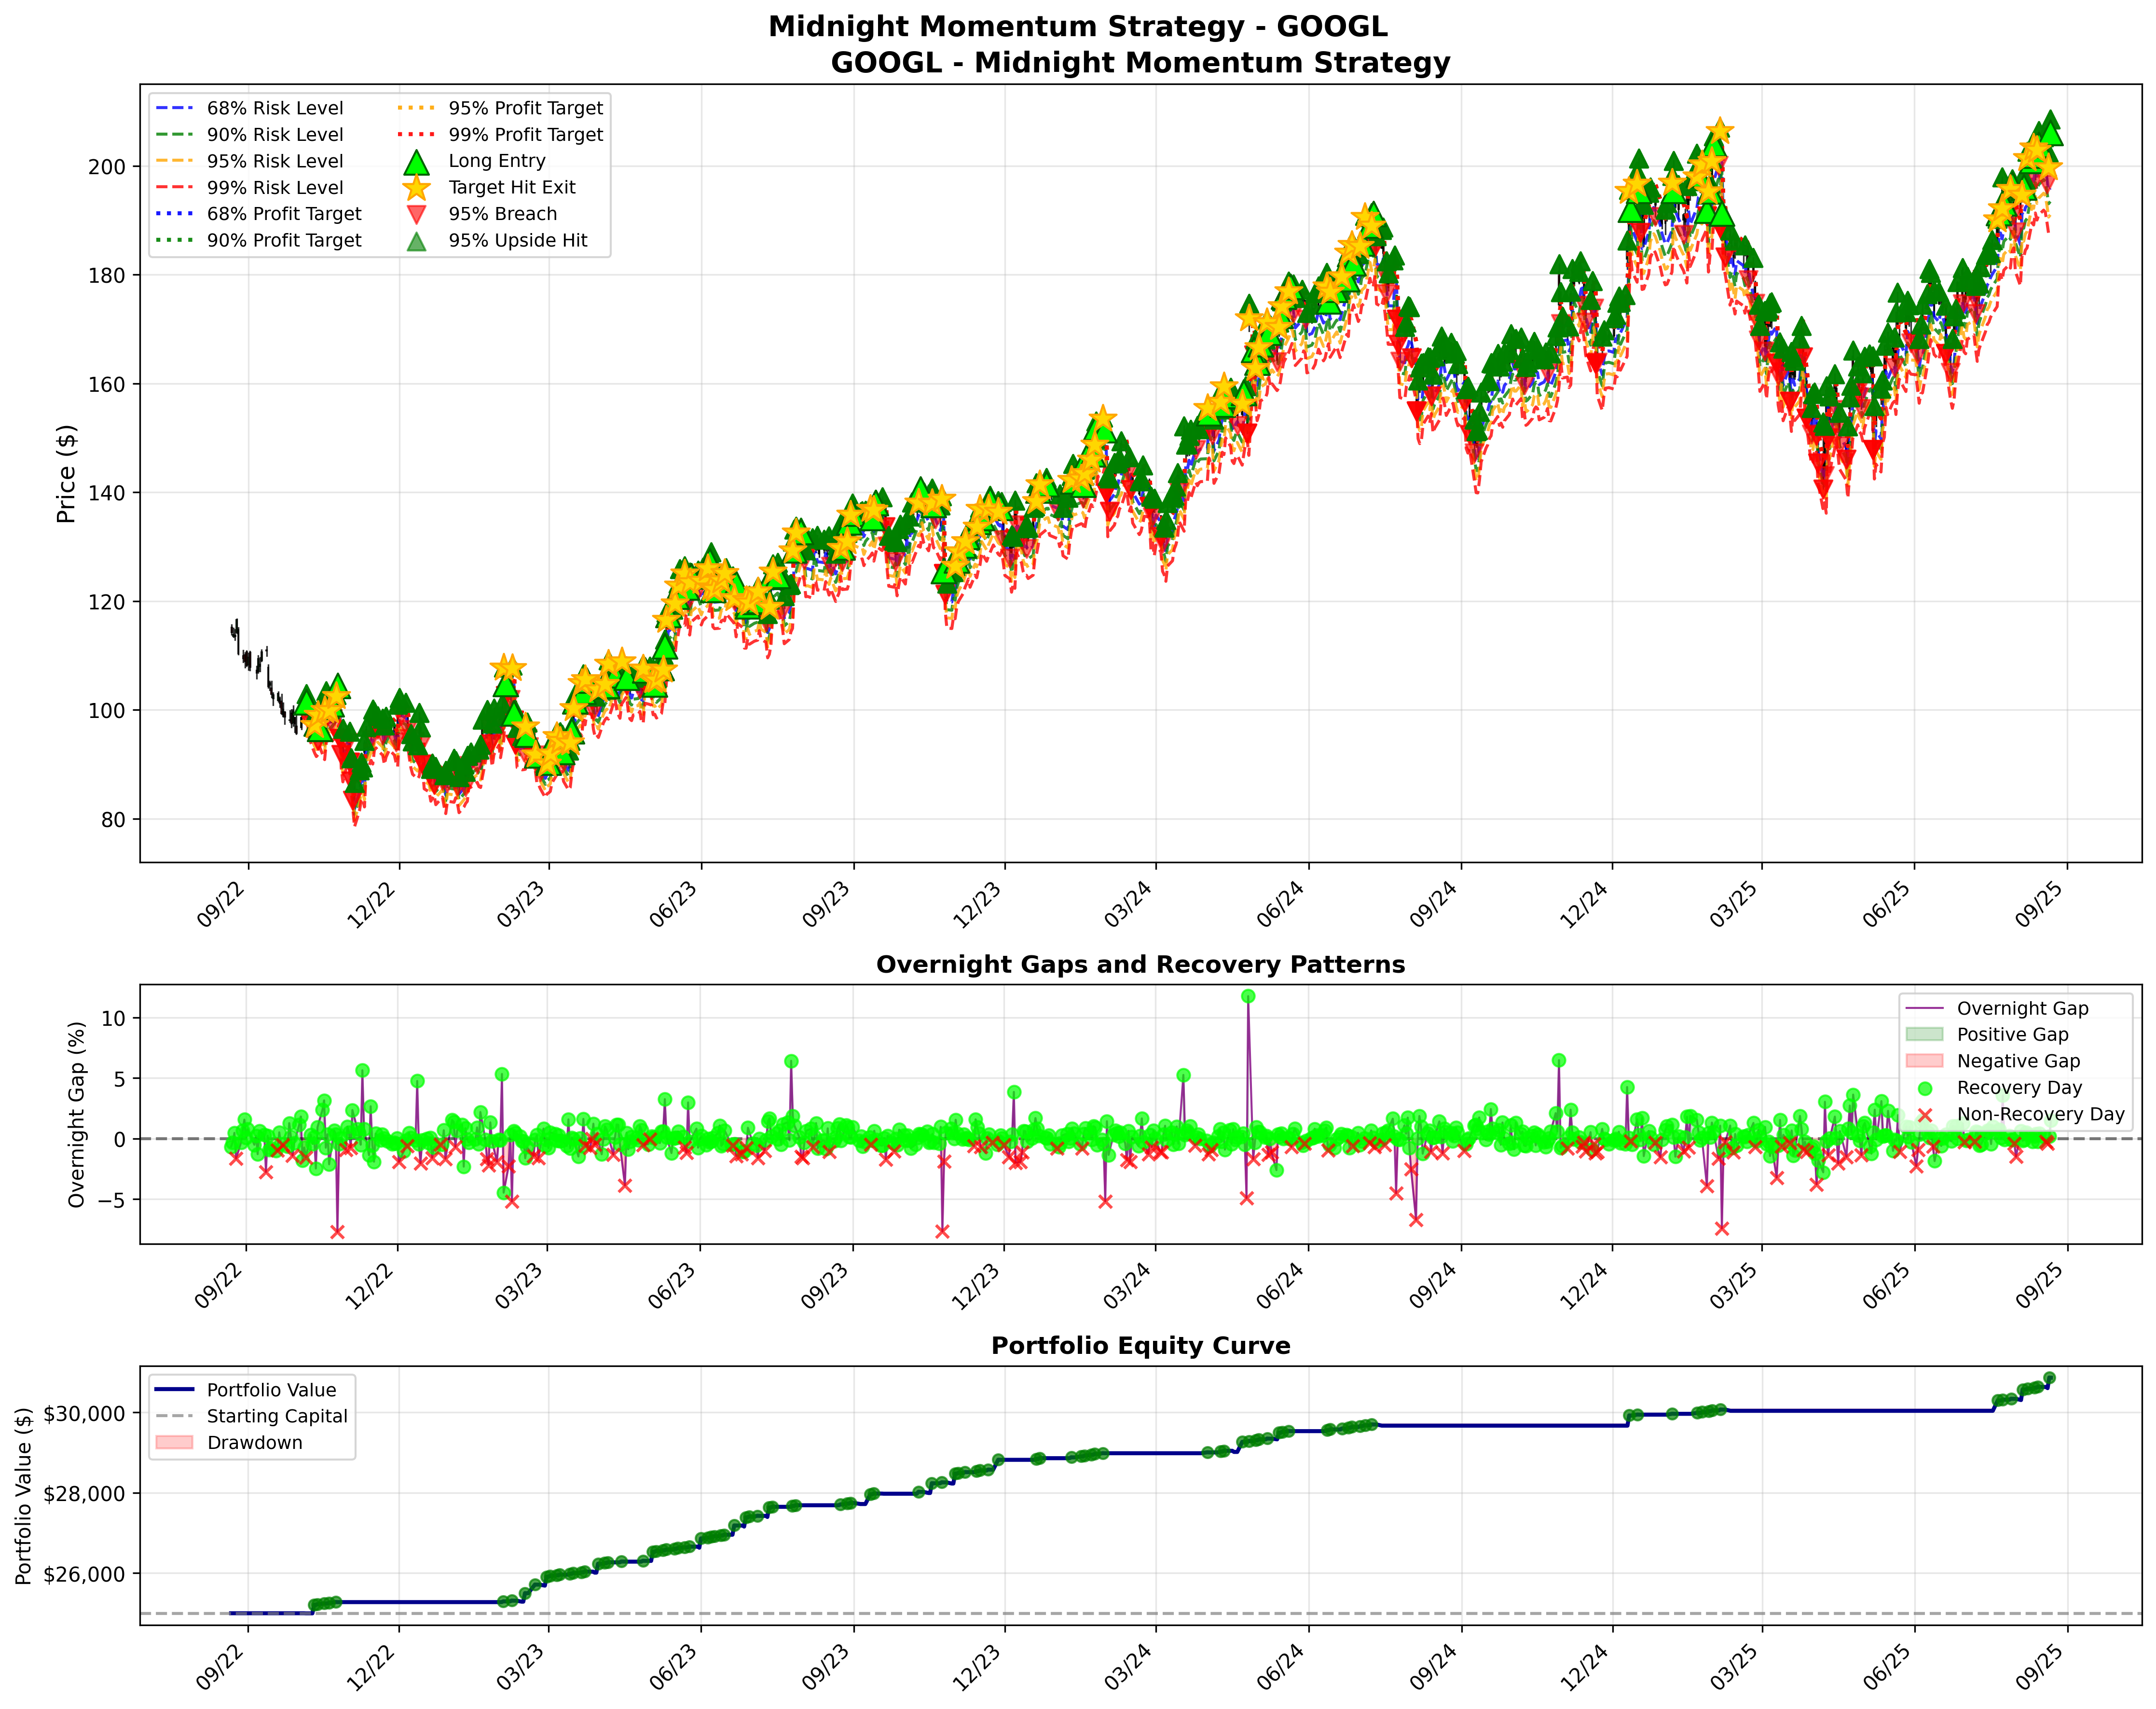 Midnight Momentum Strategy - GOOGL
GOOGL - Midnight Momentum Strategy
Price ($)
200
180
160
140
120
100
80
68% Risk Level
90% Risk Level
95% Risk Level
99% Risk Level
68% Profit Target
90% Profit Target
95% Profit Target
99% Profit Target
Long Entry
Target Hit Exit
95% Breach
95% Upside Hit
09/22
12/22
03/23
06/23
09/23
12/23
03/24
06/24
09/24
12/24
03/25
06/25
09/25
Overnight Gaps and Recovery Patterns
Overnight Gap (%)
10
5
0
−5
Overnight Gap
Positive Gap
Negative Gap
Recovery Day
Non-Recovery Day
09/22
12/22
03/23
06/23
09/23
12/23
03/24
06/24
09/24
12/24
03/25
06/25
09/25
Portfolio Equity Curve
Portfolio Value ($)
$30,000
$28,000
$26,000
Portfolio Value
Starting Capital
Drawdown
09/22
12/22
03/23
06/23
09/23
12/23
03/24
06/24
09/24
12/24
03/25
06/25
09/25